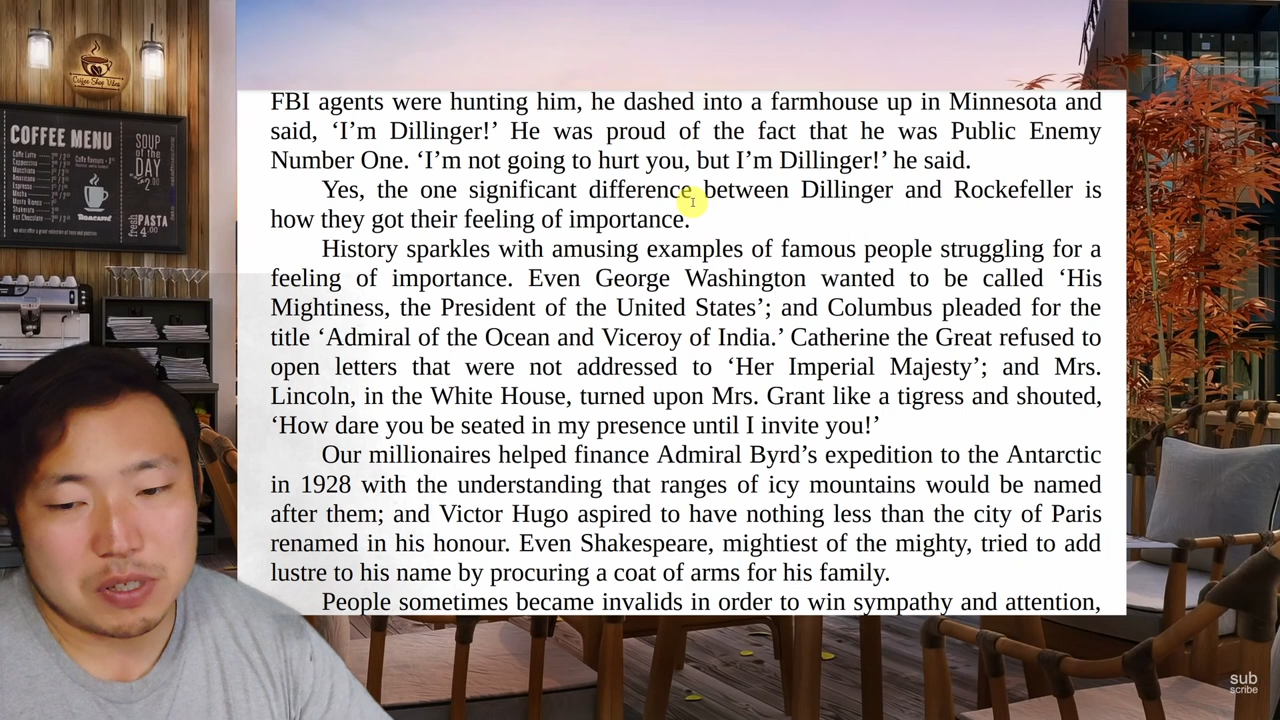 Coffee Shop Vibes
COFFEE MENU
SOUP
of the
DAY
fresh
PASTA
4.00
FBI agents were hunting him, he dashed into a farmhouse up in Minnesota and
said, ‘I’m Dillinger!’ He was proud of the fact that he was Public Enemy
Number One. ‘I’m not going to hurt you, but I’m Dillinger!’ he said.
Yes, the one significant difference between Dillinger and Rockefeller is
how they got their feeling of importance.
History sparkles with amusing examples of famous people struggling for a
feeling of importance. Even George Washington wanted to be called ‘His
Mightiness, the President of the United States’; and Columbus pleaded for the
title ‘Admiral of the Ocean and Viceroy of India.’ Catherine the Great refused to
open letters that were not addressed to ‘Her Imperial Majesty’; and Mrs.
Lincoln, in the White House, turned upon Mrs. Grant like a tigress and shouted,
‘How dare you be seated in my presence until I invite you!’
Our millionaires helped finance Admiral Byrd’s expedition to the Antarctic
in 1928 with the understanding that ranges of icy mountains would be named
after them; and Victor Hugo aspired to have nothing less than the city of Paris
renamed in his honour. Even Shakespeare, mightiest of the mighty, tried to add
lustre to his name by procuring a coat of arms for his family.
People sometimes became invalids in order to win sympathy and attention,
sub
scribe